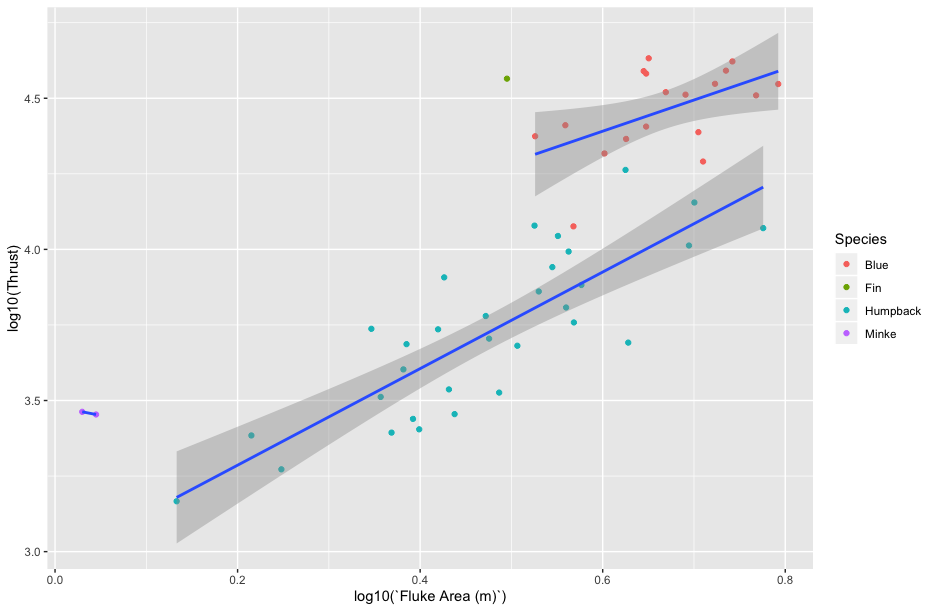 log10(Thrust)
4.5
4.0
3.5
3.0
0.0 0.2 0.4 0.6 0.8
log10(`Fluke Area (m)`)
Species
Blue
Fin
Humpback
Minke